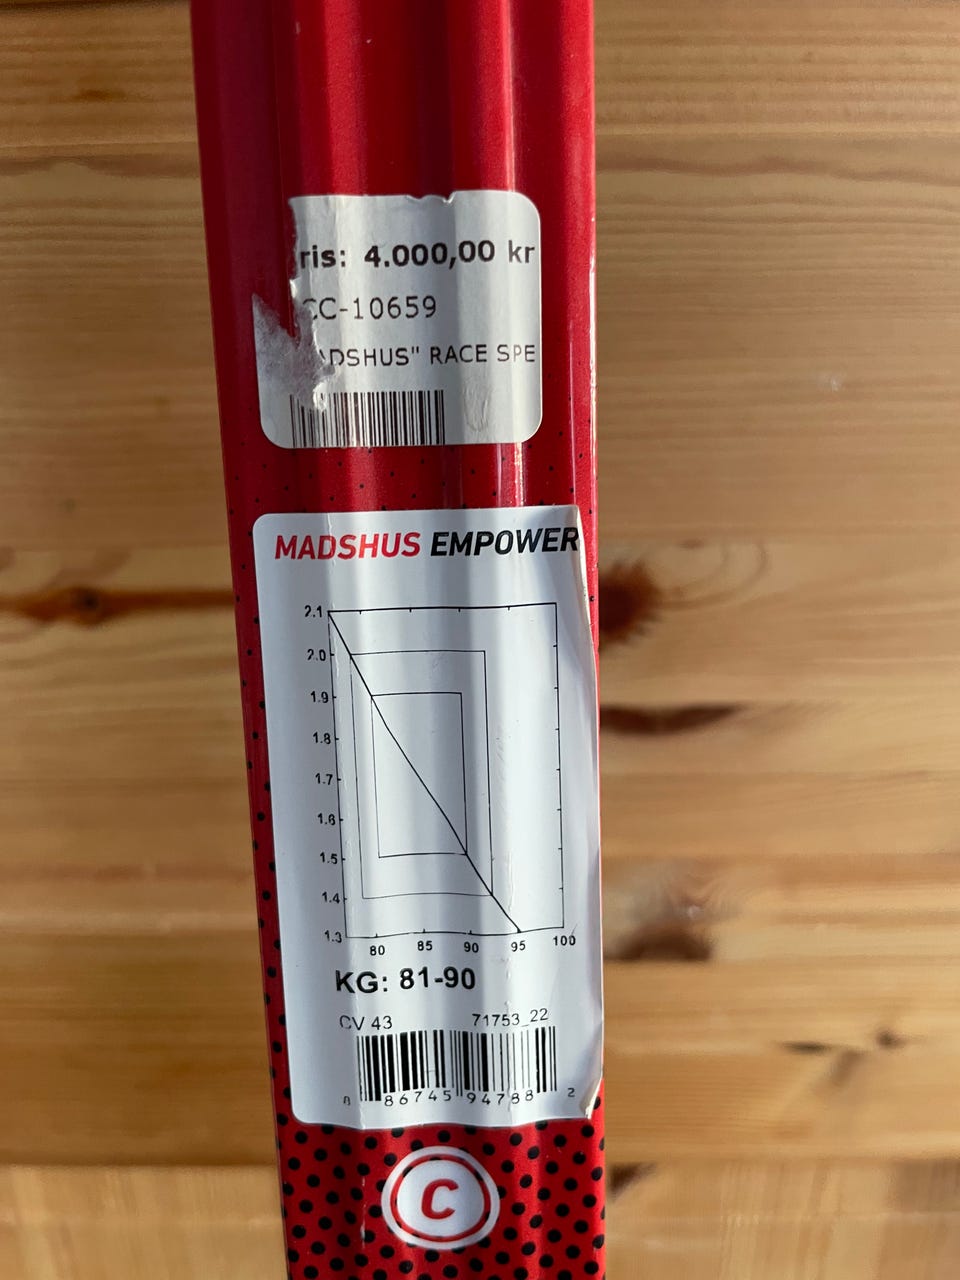 ris: 4.000,00 kr
CC-10659
ADSHUS" RACE SPE
MADSHUS EMPOWER
2.1
2.0
1.9
1.8
1.7
1.6
1.5
1.4
1.3
80 85 90 95 100
KG: 81-90
CV 43 71753_22
8 86745 94788 2
C